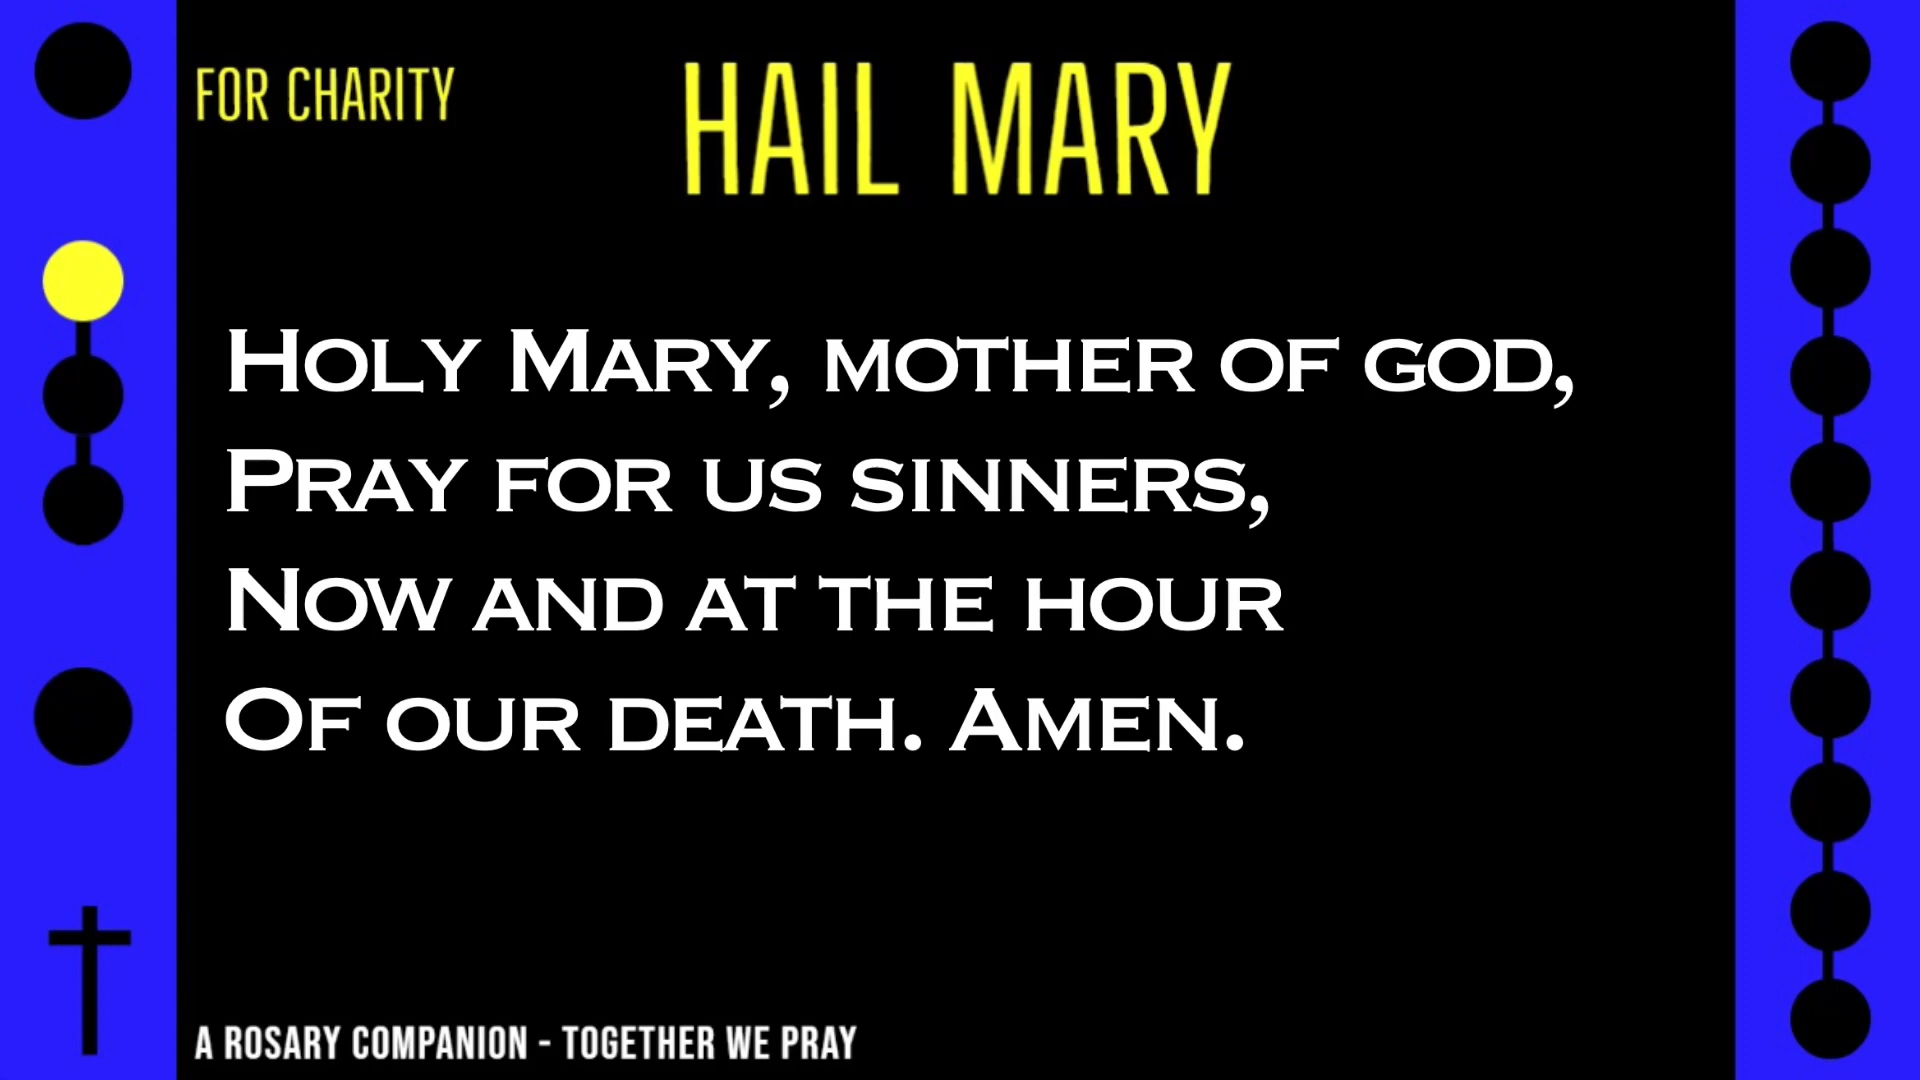 FOR CHARITY
HAIL MARY
HOLY MARY, MOTHER OF GOD,
PRAY FOR US SINNERS,
NOW AND AT THE HOUR
OF OUR DEATH. AMEN.
A ROSARY COMPANION - TOGETHER WE PRAY